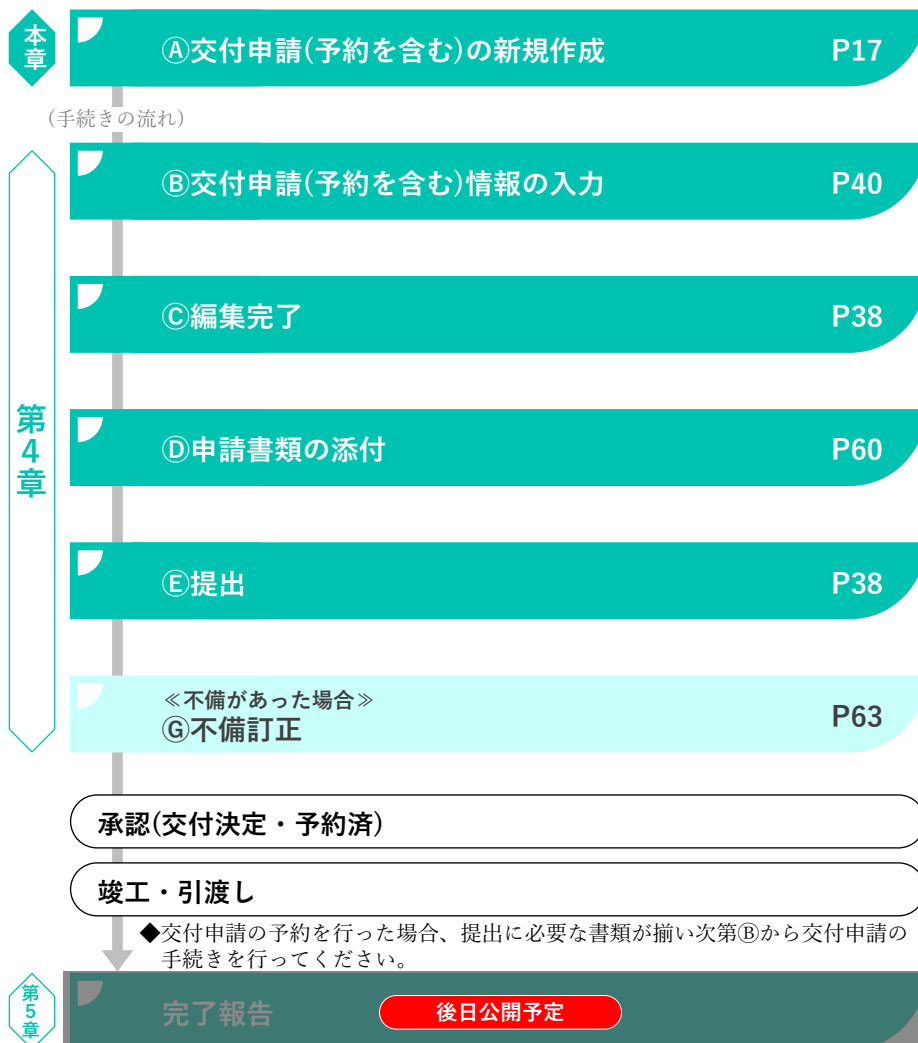 本章
Ⓐ交付申請(予約を含む)の新規作成 P17
(手続きの流れ)
第4章
Ⓑ交付申請(予約を含む)情報の入力 P40
Ⓒ編集完了 P38
Ⓓ申請書類の添付 P60
Ⓔ提出 P38
≪不備があった場合≫
Ⓖ不備訂正 P63
承認(交付決定・予約済)
竣工・引渡し
◆交付申請の予約を行った場合、提出に必要な書類が揃い次第Ⓑから交付申請の
手続きを行ってください。
第5章
完了報告 後日公開予定